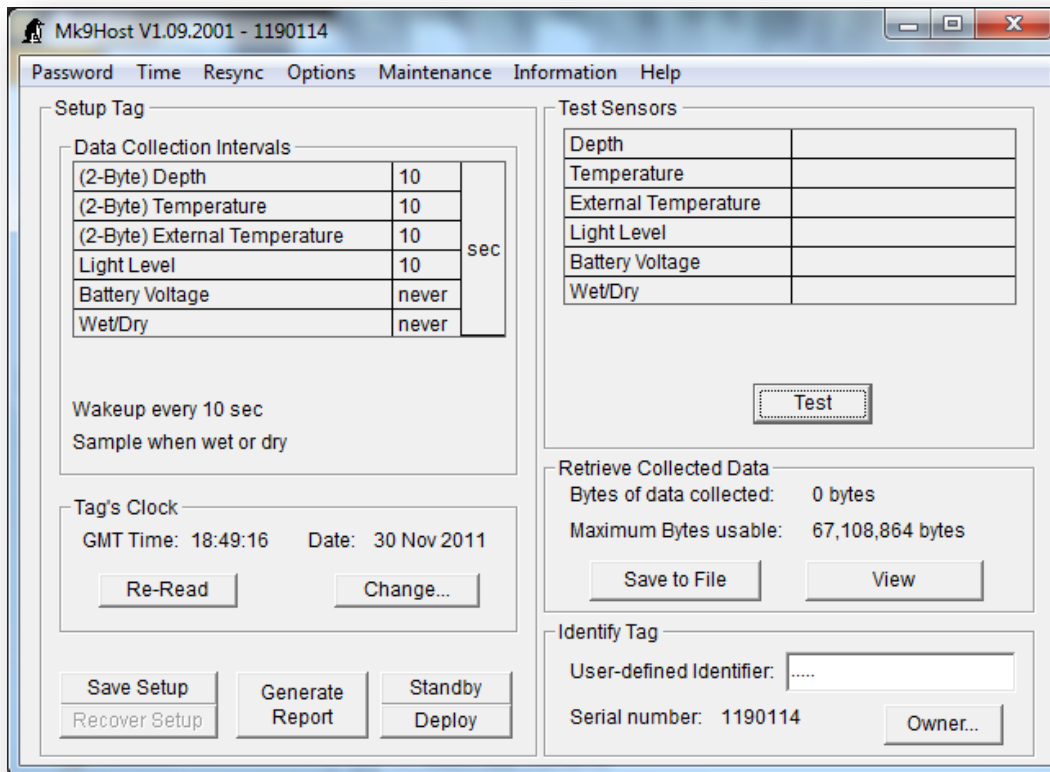 Mk9Host V1.09.2001 - 1190114
Password Time Resync Options Maintenance Information Help
Setup Tag
Data Collection Intervals
(2-Byte) Depth 10
(2-Byte) Temperature 10
(2-Byte) External Temperature 10
sec
Light Level 10
Battery Voltage never
Wet/Dry never
Wakeup every 10 sec
Sample when wet or dry
Tag's Clock
GMT Time: 18:49:16 Date: 30 Nov 2011
Re-Read Change...
Save Setup
Recover Setup
Generate
Report
Standby
Deploy
Test Sensors
Depth
Temperature
External Temperature
Light Level
Battery Voltage
Wet/Dry
Test
Retrieve Collected Data
Bytes of data collected: 0 bytes
Maximum Bytes usable: 67,108,864 bytes
Save to File View
Identify Tag
User-defined Identifier: .....
Serial number: 1190114
Owner...